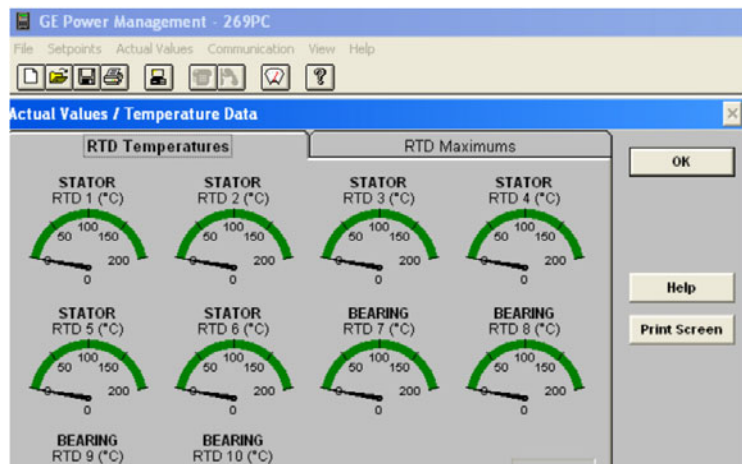 GE Power Management - 269PC
File Setpoints Actual Values Communication View Help
Actual Values / Temperature Data
RTD Temperatures RTD Maximums
OK
STATOR STATOR STATOR STATOR
RTD 1 (°C) RTD 2 (°C) RTD 3 (°C) RTD 4 (°C)
100 100 100 100
50 150 50 150 50 150 50 150
0 200 0 200 0 200 0 200
0 0 0 0
Help
STATOR STATOR BEARING BEARING
RTD 5 (°C) RTD 6 (°C) RTD 7 (°C) RTD 8 (°C)
Print Screen
100 100 100 100
50 150 50 150 50 150 50 150
0 200 0 200 0 200 0 200
0 0 0 0
BEARING BEARING
RTD 9 (°C) RTD 10 (°C)